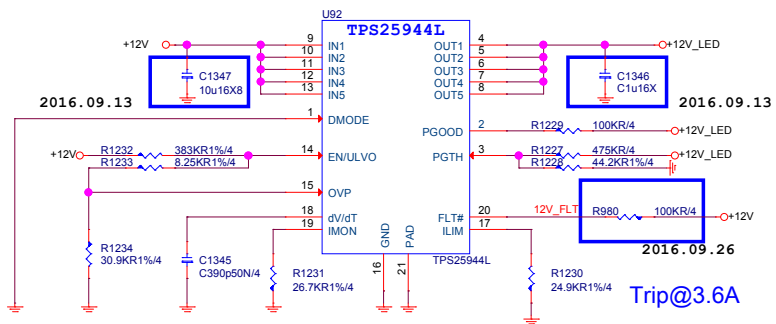 U92
TPS25944L
+12V
9
IN1
10
IN2
11
IN3
12
IN4
13
IN5
C1347
10u16X8
2016.09.13
1
DMODE
R1232
383KR1%/4
+12V
R1233
8.25KR1%/4
14
EN/ULVO
15
OVP
18
dV/dT
19
IMON
R1234
30.9KR1%/4
C1345
C390p50N/4
R1231
26.7KR1%/4
GND
16
PAD
21
OUT1
4
OUT2
5
OUT3
6
OUT4
7
OUT5
8
+12V_LED
C1346
C1u16X
2016.09.13
PGOOD
2
R1229
100KR/4
+12V_LED
PGTH
3
R1227
475KR/4
+12V_LED
R1228
44.2KR1%/4
FLT#
20
12V_FLT
R980
100KR/4
+12V
2016.09.26
ILIM
17
TPS25944L
R1230
24.9KR1%/4
Trip@3.6A